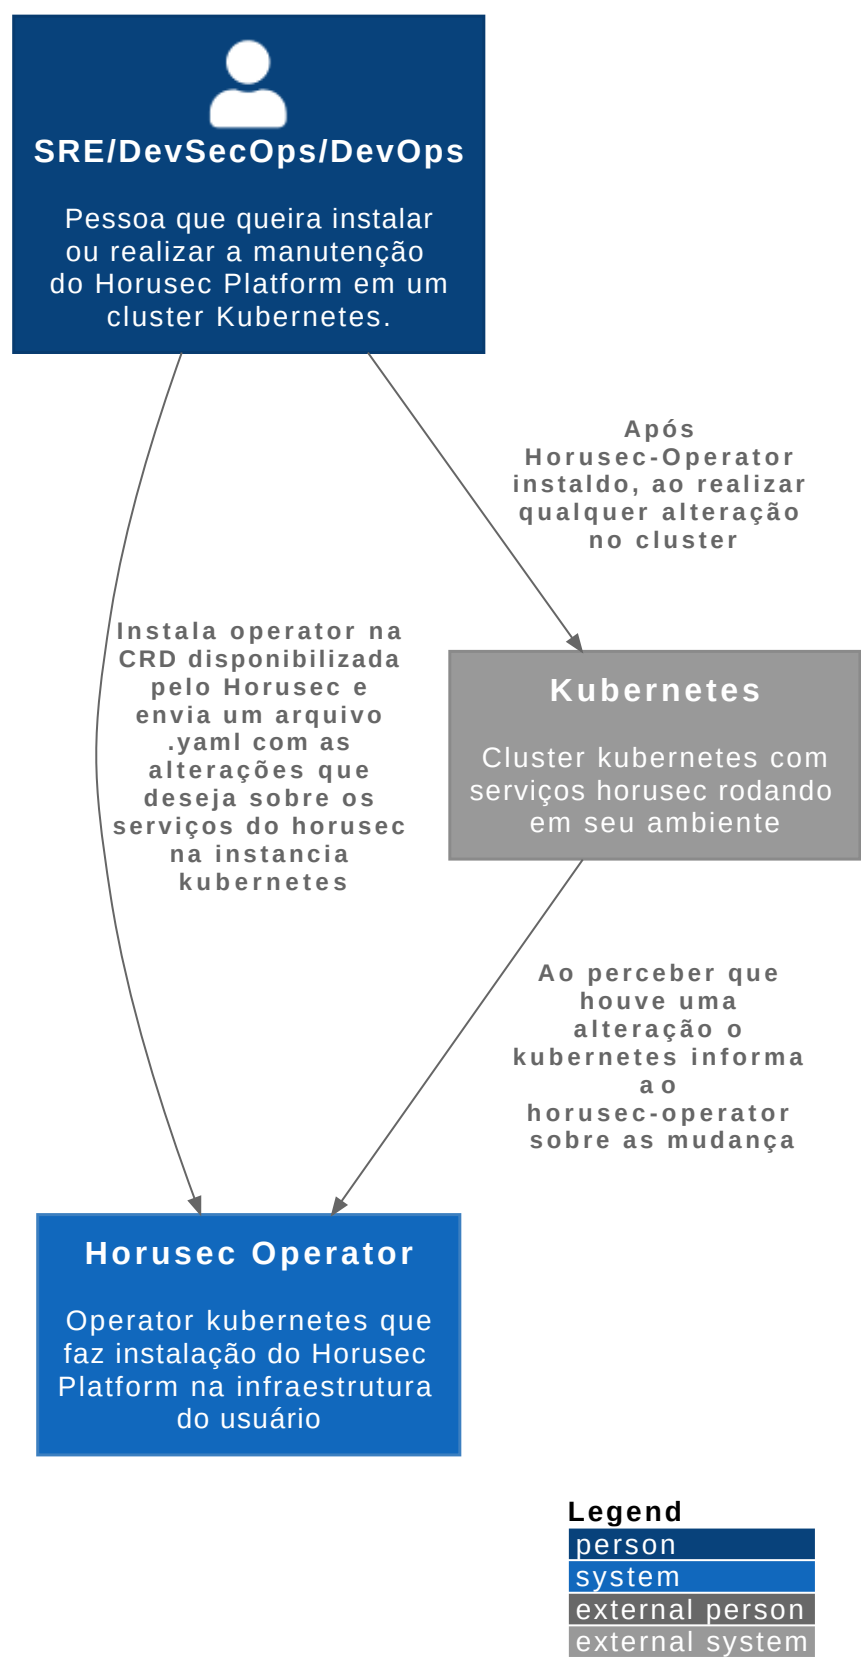 SRE/DevSecOps/DevOps
Pessoa que queira instalar
ou realizar a manutenção
do Horusec Platform em um
cluster Kubernetes.
Após
Horusec-Operator
instaldo, ao realizar
qualquer alteração
no cluster
Instala operator na
CRD disponibilizada
pelo Horusec e
envia um arquivo
.yaml com as
alterações que
deseja sobre os
serviços do horusec
na instancia
kubernetes
Kubernetes
Cluster kubernetes com
serviços horusec rodando
em seu ambiente
Ao perceber que
houve uma
alteração o
kubernetes informa
ao
horusec-operator
sobre as mudança
Horusec Operator
Operator kubernetes que
faz instalação do Horusec
Platform na infraestrutura
do usuário
Legend
person
system
external person
external system